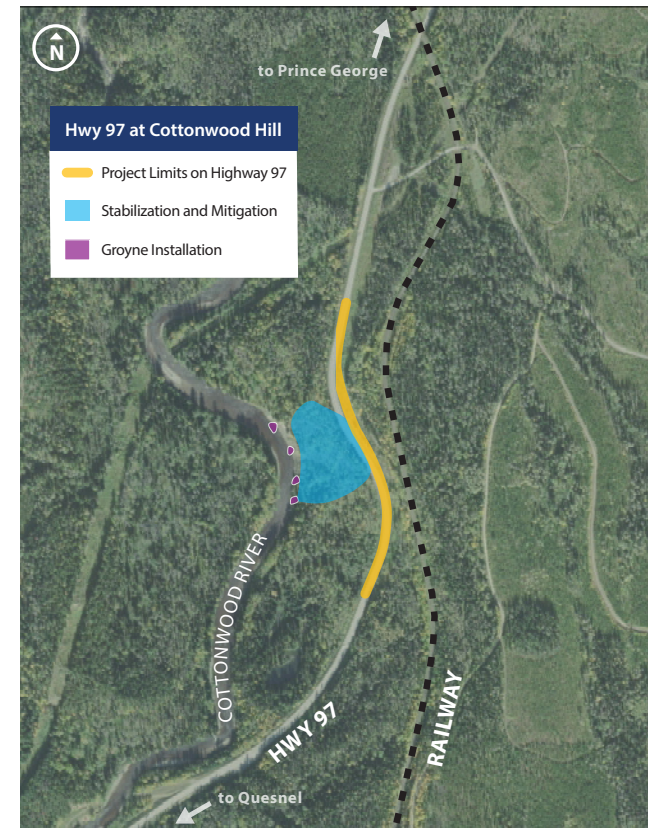 N
to Prince George
Hwy 97 at Cottonwood Hill
Project Limits on Highway 97
Stabilization and Mitigation
Groyne Installation
COTTONWOOD RIVER
HWY 97
RAILWAY
to Quesnel